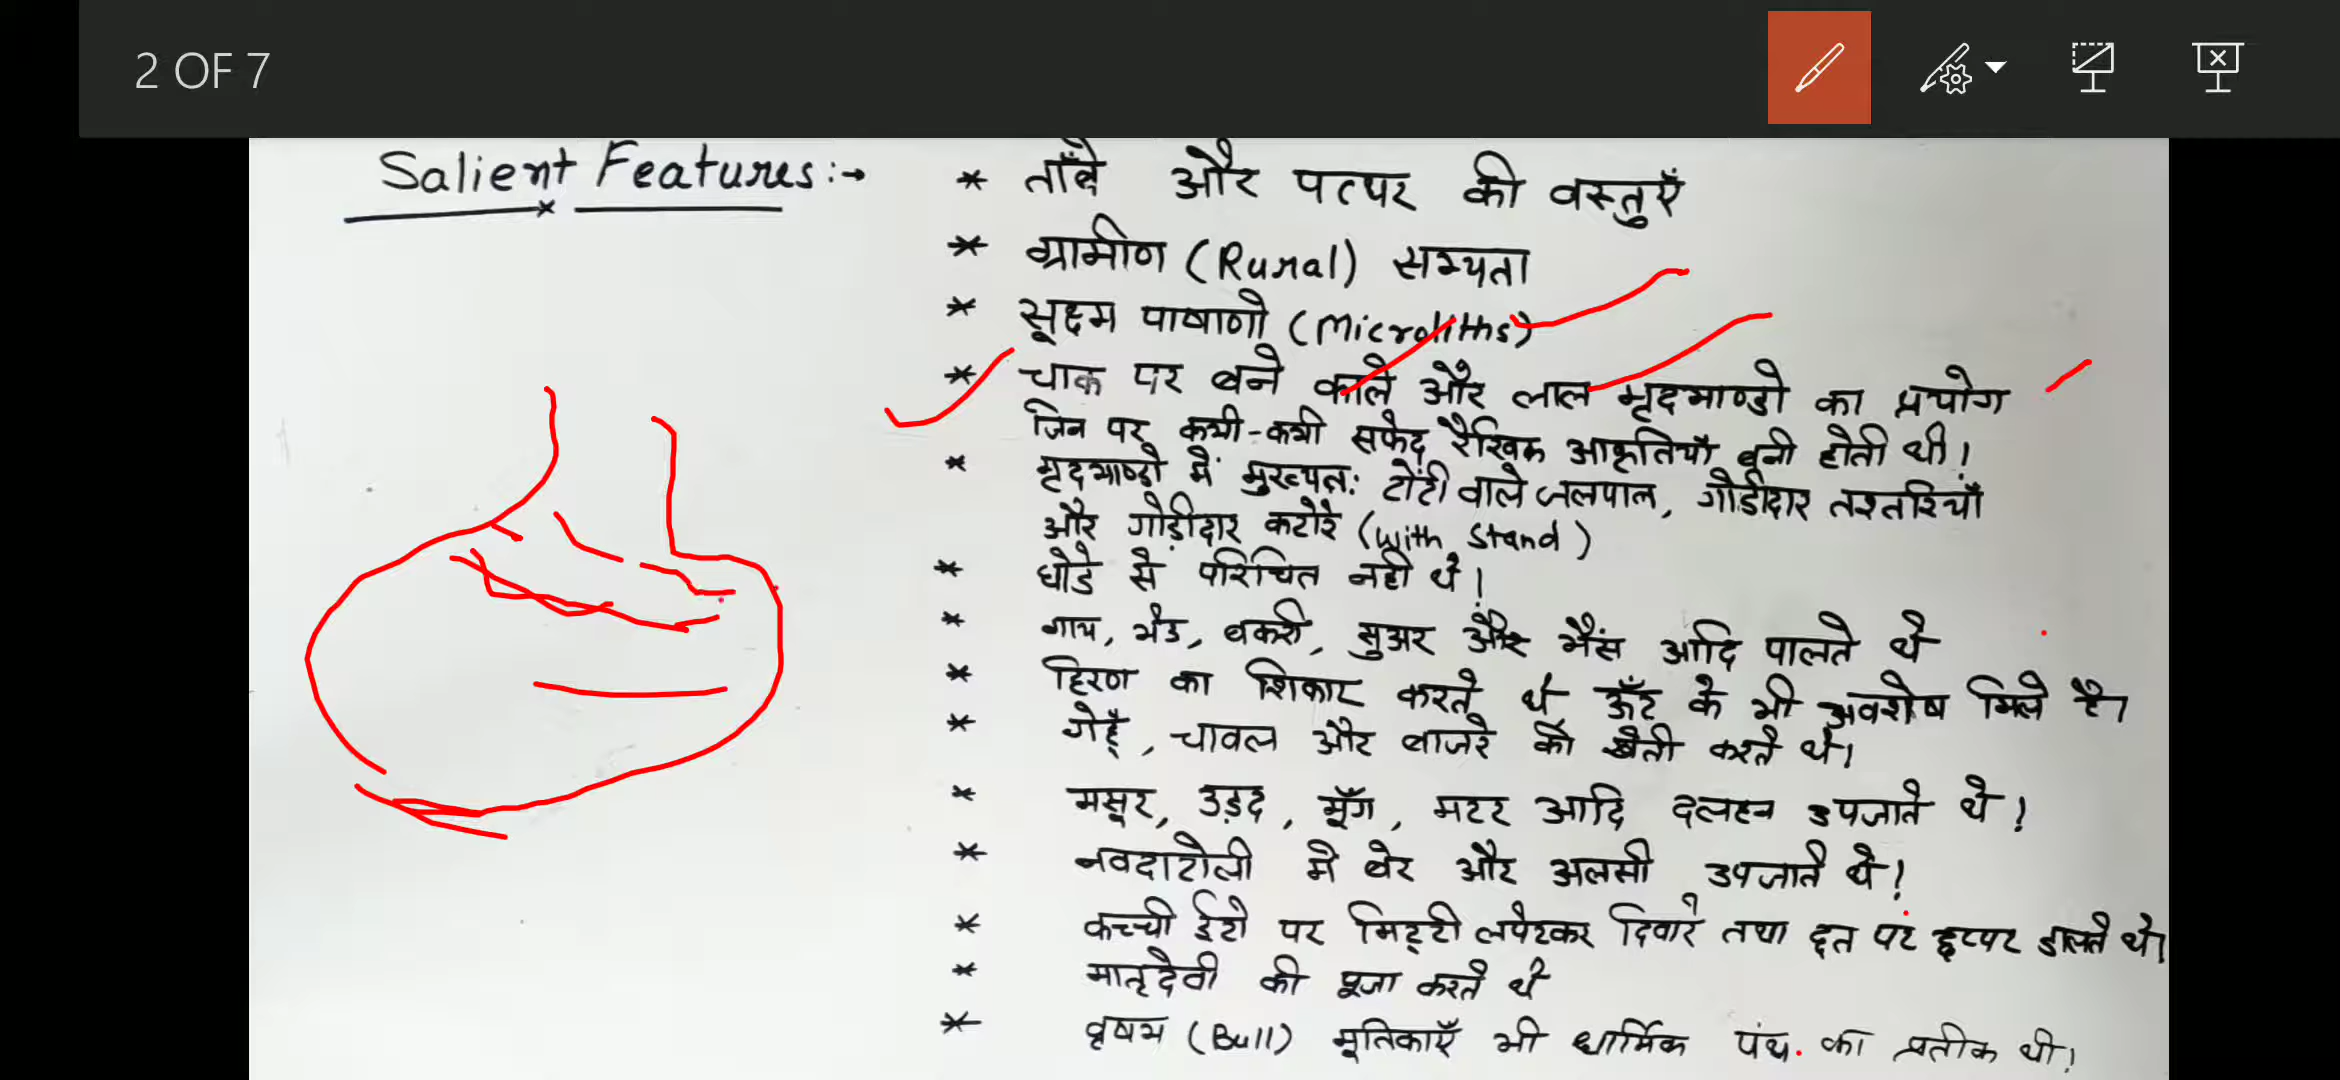 2 OF 7
Salient Features :→
* ताँबे और पत्थर की वस्तुएँ
* ग्रामीण (Rural) सभ्यता
* सूक्ष्म पाषाणो (Microliths)
* चाक पर बने काले और लाल मृदभाण्डो का प्रयोग
जिन पर कभी-कभी सफेद रैखिक आकृतियाँ बनी होती थी।
* मृदभाण्डो में मुख्यतः टोंटी वाले जलपात्र, गोडीदार तश्तरियाँ
और गोड़ीदार कटोरे (with stand)
* घोडे से परिचित नही थे।
* गाय, भेड, बकरी, सुअर और भैंस आदि पालते थे
* हिरण का शिकार करते थे ऊँट के भी अवशेष मिले है।
* गेहूँ, चावल और बाजरे की खेती करते थे।
* मसूर, उड़द, मूँग, मटर आदि दलहन उपजाते थे!
* नवदाटोली मे बेर और अलसी उपजाते थे!
* कच्ची ईटो पर मिट्टी लपेटकर दिवारे तथा छत पर छप्पर डालते थे।
* मातृदेवी की पूजा करते थे
* वृषभ (Bull) मूर्तिकाएँ भी धार्मिक पंथ का प्रतीक थी।